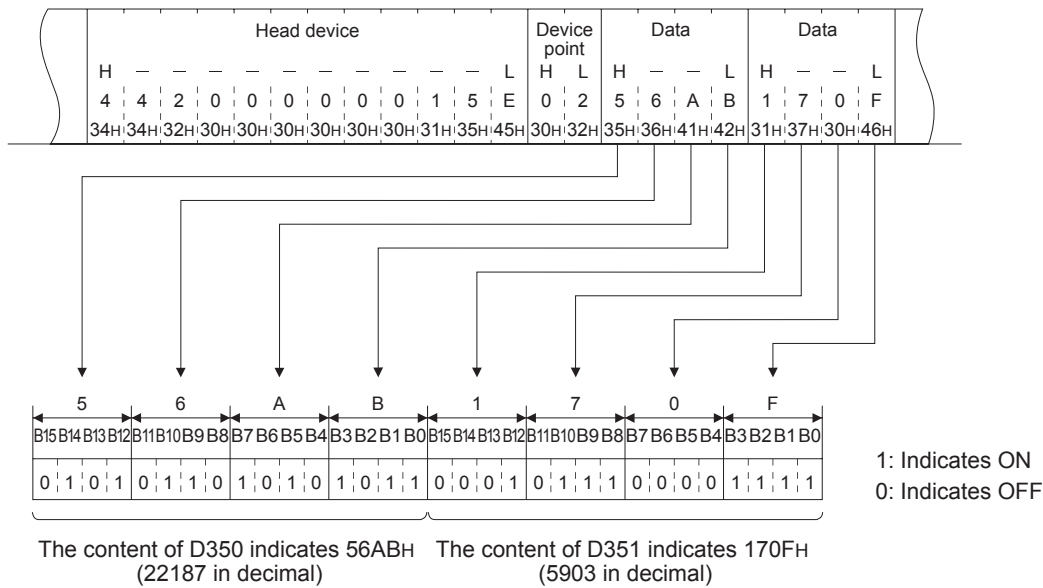 Head device Device point Data Data
H – – – – – – – – – – L H L H – – L H – – L
4 4 2 0 0 0 0 0 0 1 5 E 0 2 5 6 A B 1 7 0 F
34H 34H 32H 30H 30H 30H 30H 30H 30H 31H 35H 45H 30H 32H 35H 36H 41H 42H 31H 37H 30H 46H
5 6 A B 1 7 0 F
B15 B14 B13 B12 B11 B10 B9 B8 B7 B6 B5 B4 B3 B2 B1 B0 B15 B14 B13 B12 B11 B10 B9 B8 B7 B6 B5 B4 B3 B2 B1 B0
0 1 0 1 0 1 1 0 1 0 1 0 1 0 1 1 0 0 0 1 0 1 1 1 0 0 0 0 1 1 1 1
1: Indicates ON
0: Indicates OFF
The content of D350 indicates 56ABH
(22187 in decimal)
The content of D351 indicates 170FH
(5903 in decimal)